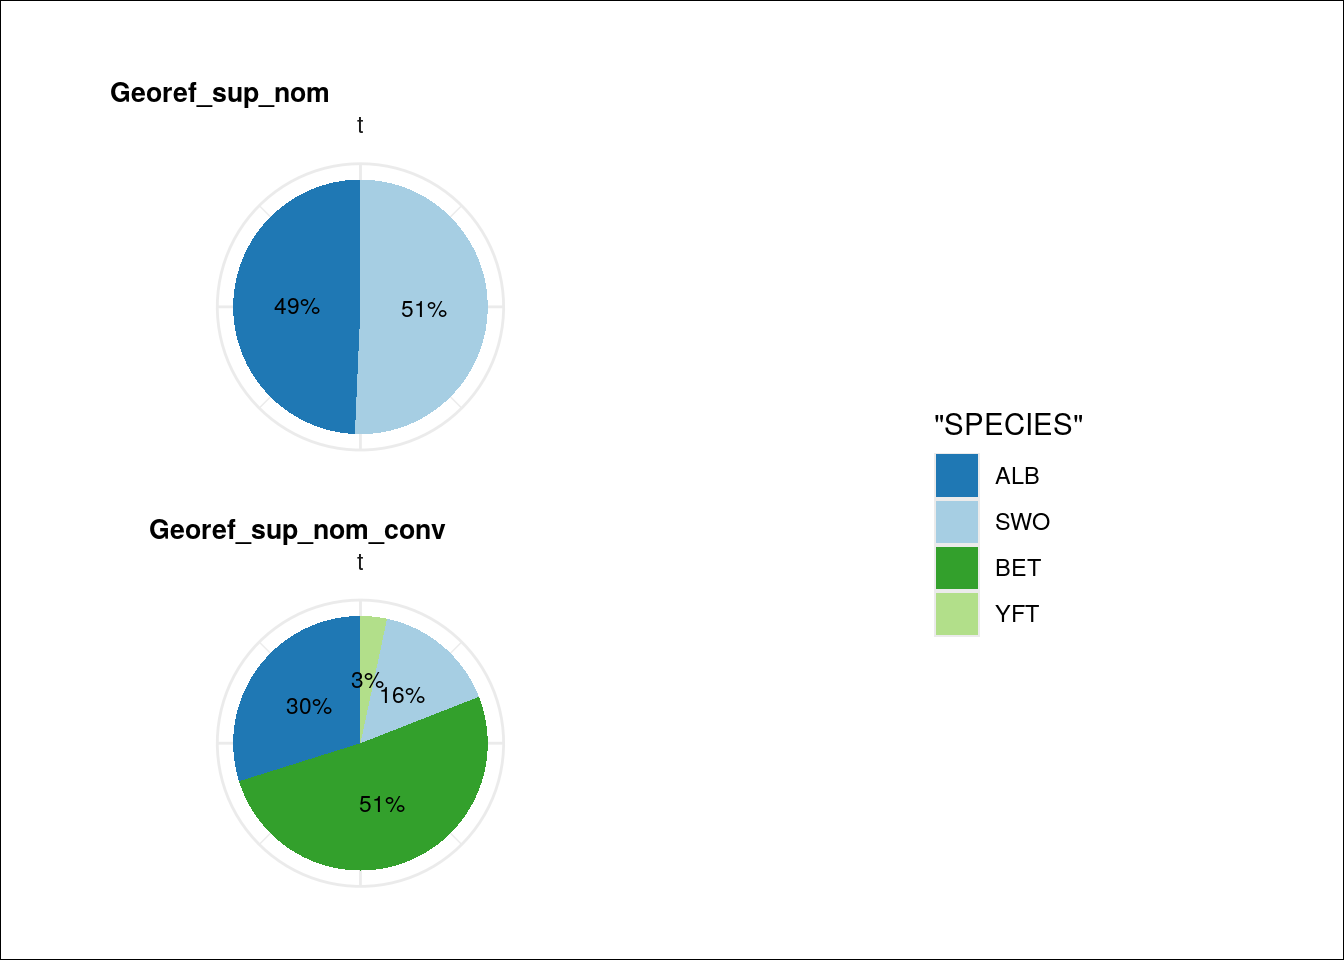 Georef_sup_nom
t
49%
51%
Georef_sup_nom_conv
t
3%
16%
30%
51%
"SPECIES"
ALB
SWO
BET
YFT